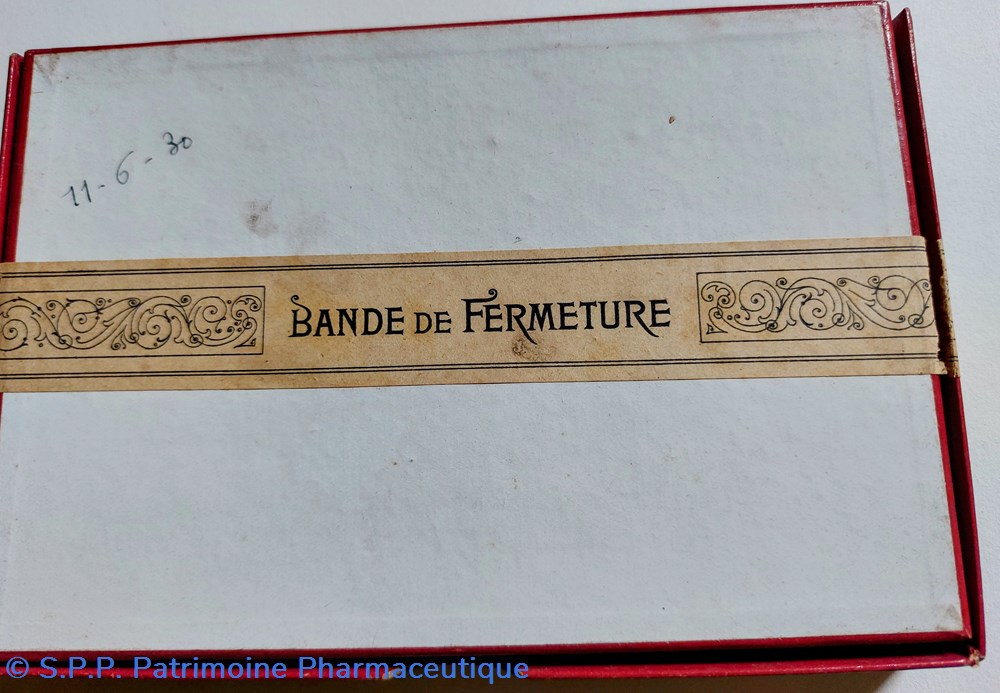 11-6-30
BANDE DE FERMETURE
© S.P.P. Patrimoine Pharmaceutique